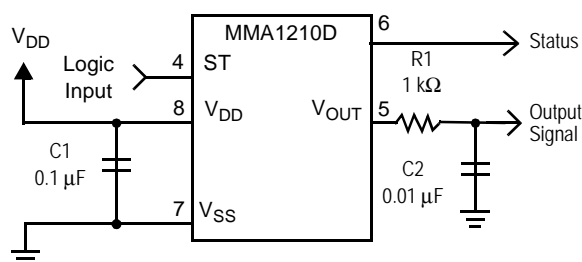 MMA1210D
6
Status
V_DD
Logic
Input
4
ST
R1
1 kΩ
8
V_DD
V_OUT
5
Output
Signal
C1
0.1 µF
C2
0.01 µF
7
V_SS